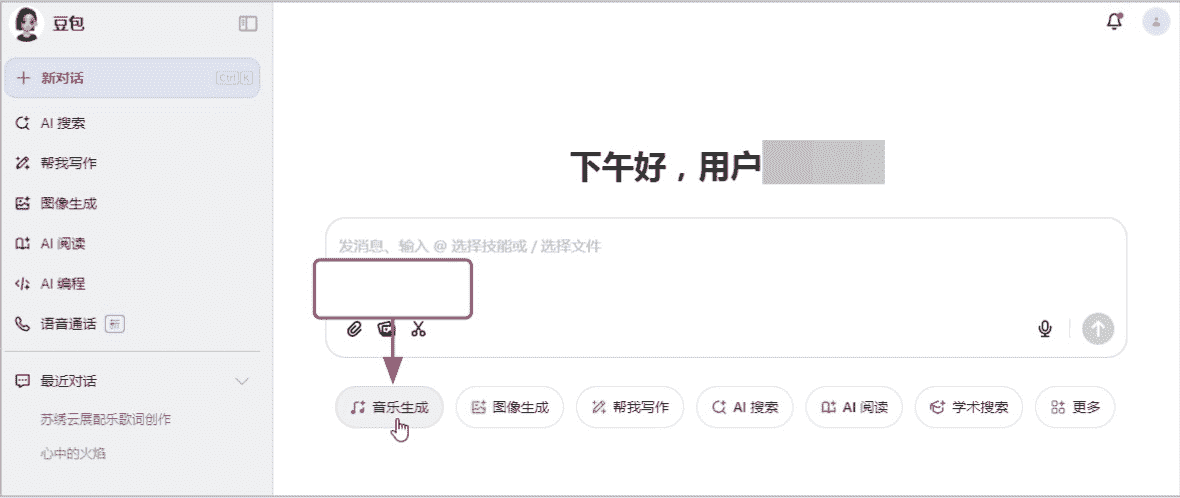 豆包
新对话 Ctrl K
AI 搜索
帮我写作
图像生成
AI 阅读
AI 编程
语音通话 新
最近对话
苏绣云展配乐歌词创作
心中的火焰
下午好，用户
发消息、输入 @ 选择技能或 / 选择文件
音乐生成 图像生成 帮我写作 AI 搜索 AI 阅读 学术搜索 更多